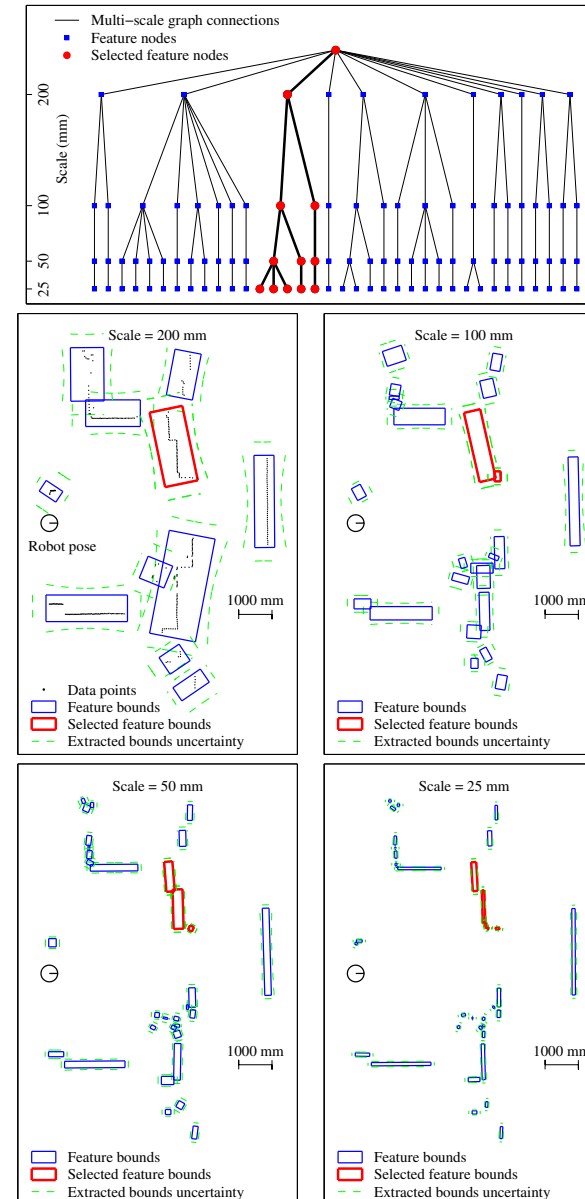 Multi−scale graph connections
Feature nodes
Selected feature nodes
Scale (mm)
200
100
50
25
Scale = 200 mm
Robot pose
1000 mm
Data points
Feature bounds
Selected feature bounds
Extracted bounds uncertainty
Scale = 100 mm
1000 mm
Feature bounds
Selected feature bounds
Extracted bounds uncertainty
Scale = 50 mm
1000 mm
Feature bounds
Selected feature bounds
Extracted bounds uncertainty
Scale = 25 mm
1000 mm
Feature bounds
Selected feature bounds
Extracted bounds uncertainty